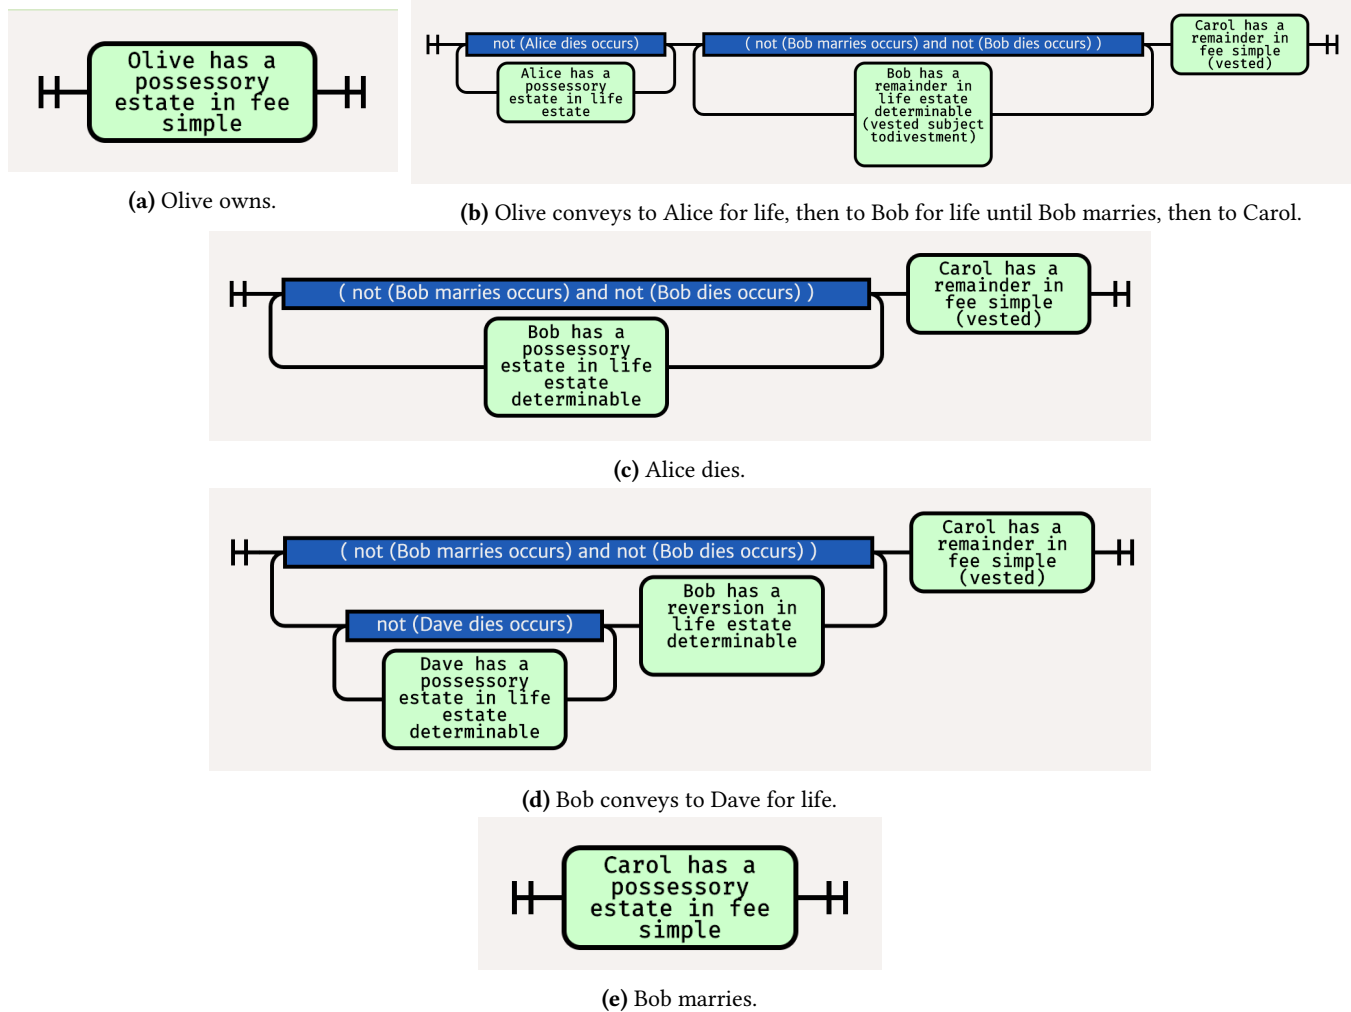 Olive has a
possessory
estate in fee
simple
(a) Olive owns.
not (Alice dies occurs)
Alice has a
possessory
estate in life
estate
( not (Bob marries occurs) and not (Bob dies occurs) )
Bob has a
remainder in
life estate
determinable
(vested subject
todivestment)
Carol has a
remainder in
fee simple
(vested)
(b) Olive conveys to Alice for life, then to Bob for life until Bob marries, then to Carol.
( not (Bob marries occurs) and not (Bob dies occurs) )
Bob has a
possessory
estate in life
estate
determinable
Carol has a
remainder in
fee simple
(vested)
(c) Alice dies.
( not (Bob marries occurs) and not (Bob dies occurs) )
not (Dave dies occurs)
Dave has a
possessory
estate in life
estate
determinable
Bob has a
reversion in
life estate
determinable
Carol has a
remainder in
fee simple
(vested)
(d) Bob conveys to Dave for life.
Carol has a
possessory
estate in fee
simple
(e) Bob marries.